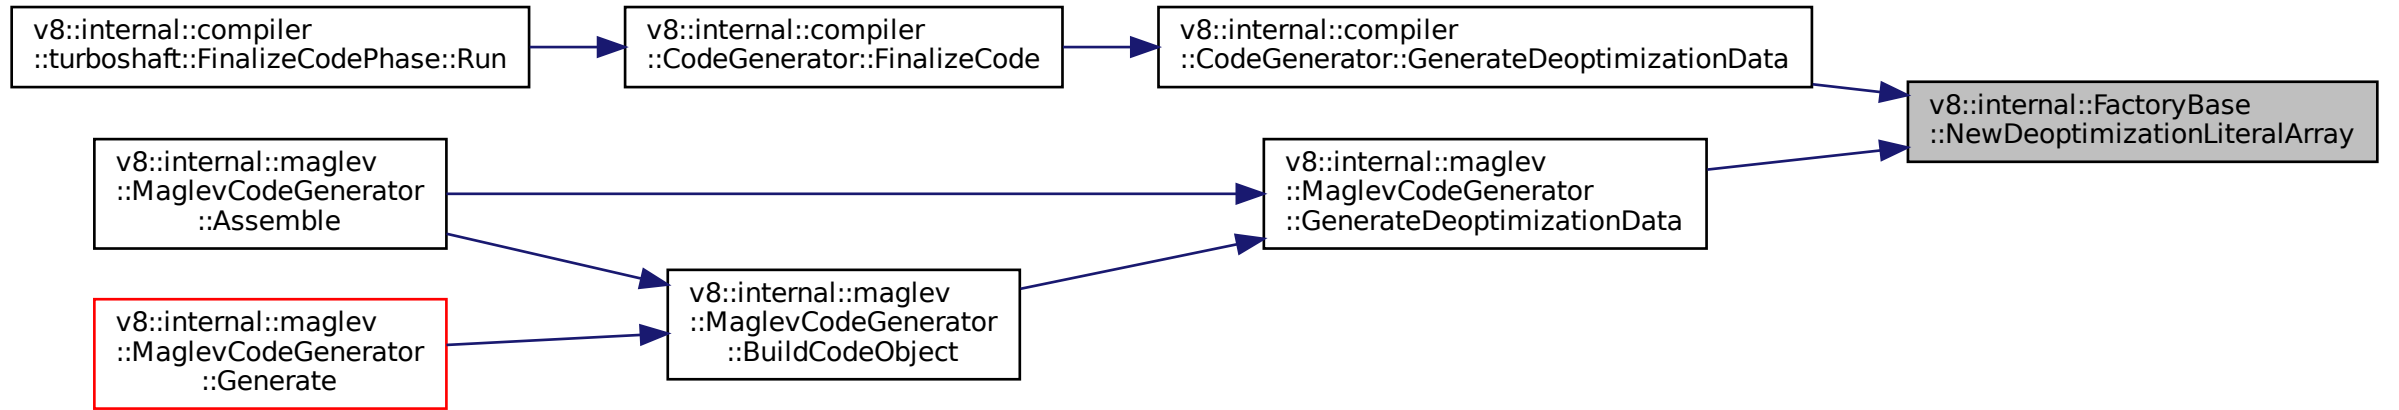 v8::internal::compiler
::turboshaft::FinalizeCodePhase::Run
v8::internal::compiler
::CodeGenerator::FinalizeCode
v8::internal::compiler
::CodeGenerator::GenerateDeoptimizationData
v8::internal::FactoryBase
::NewDeoptimizationLiteralArray
v8::internal::maglev
::MaglevCodeGenerator
::Assemble
v8::internal::maglev
::MaglevCodeGenerator
::GenerateDeoptimizationData
v8::internal::maglev
::MaglevCodeGenerator
::BuildCodeObject
v8::internal::maglev
::MaglevCodeGenerator
::Generate